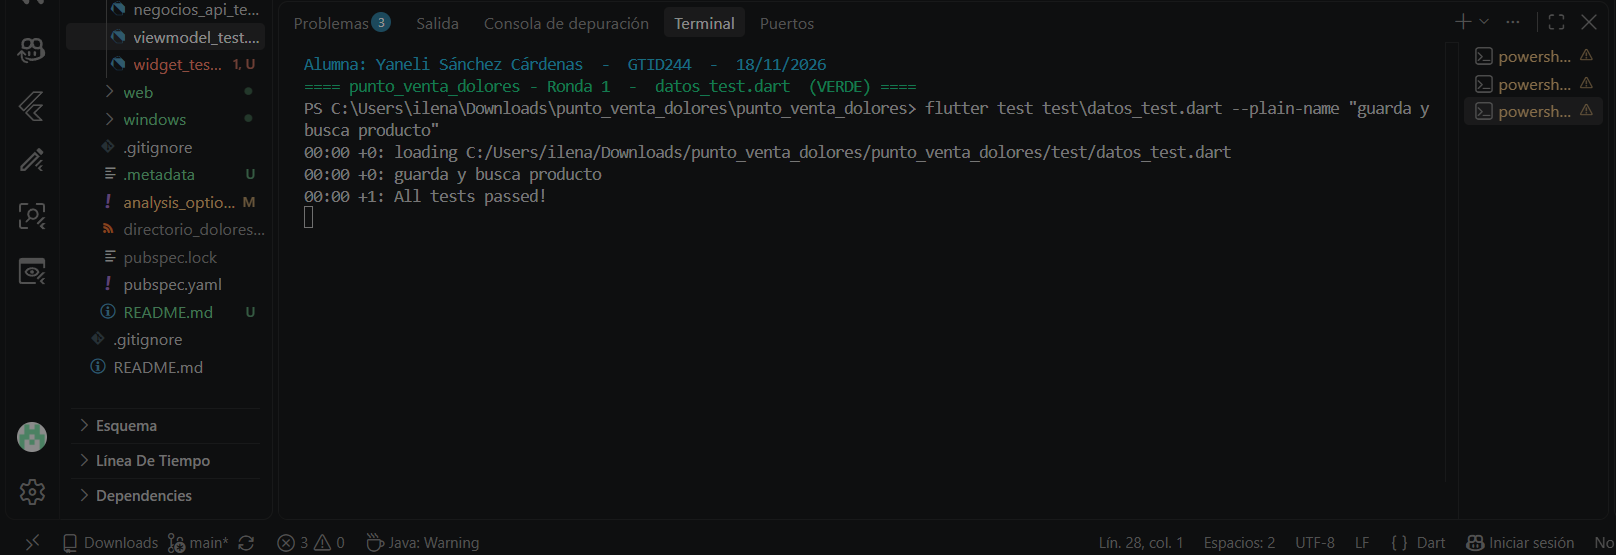 negocios_api_te...
viewmodel_test....
widget_tes... 1, U
web
windows
.gitignore
.metadata U
analysis_optio... M
directorio_dolores...
pubspec.lock
pubspec.yaml
README.md U
.gitignore
README.md
Esquema
Línea De Tiempo
Dependencies
Problemas 3 Salida Consola de depuración Terminal Puertos
Alumna: Yaneli Sánchez Cárdenas - GTID244 - 18/11/2026
==== punto_venta_dolores - Ronda 1 - datos_test.dart (VERDE) ====
PS C:\Users\ilena\Downloads\punto_venta_dolores\punto_venta_dolores> flutter test test\datos_test.dart --plain-name "guarda y
busca producto"
00:00 +0: loading C:/Users/ilena/Downloads/punto_venta_dolores/punto_venta_dolores/test/datos_test.dart
00:00 +0: guarda y busca producto
00:00 +1: All tests passed!
powersh...
powersh...
powersh...
Downloads main* 3 0 Java: Warning Lín. 28, col. 1 Espacios: 2 UTF-8 LF { } Dart Iniciar sesión No